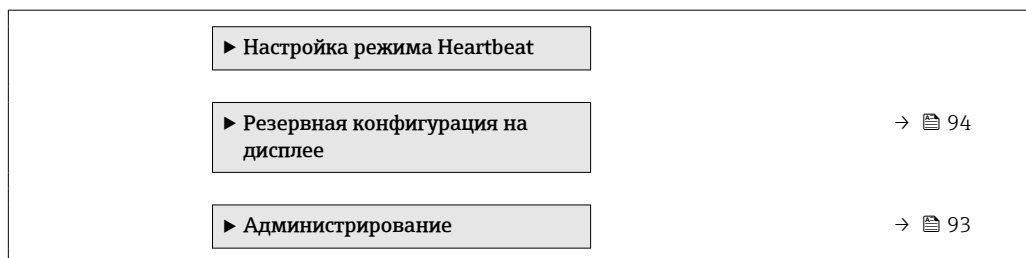 ▶ Настройка режима Heartbeat
▶ Резервная конфигурация на
дисплее
→ 94
▶ Администрирование
→ 93